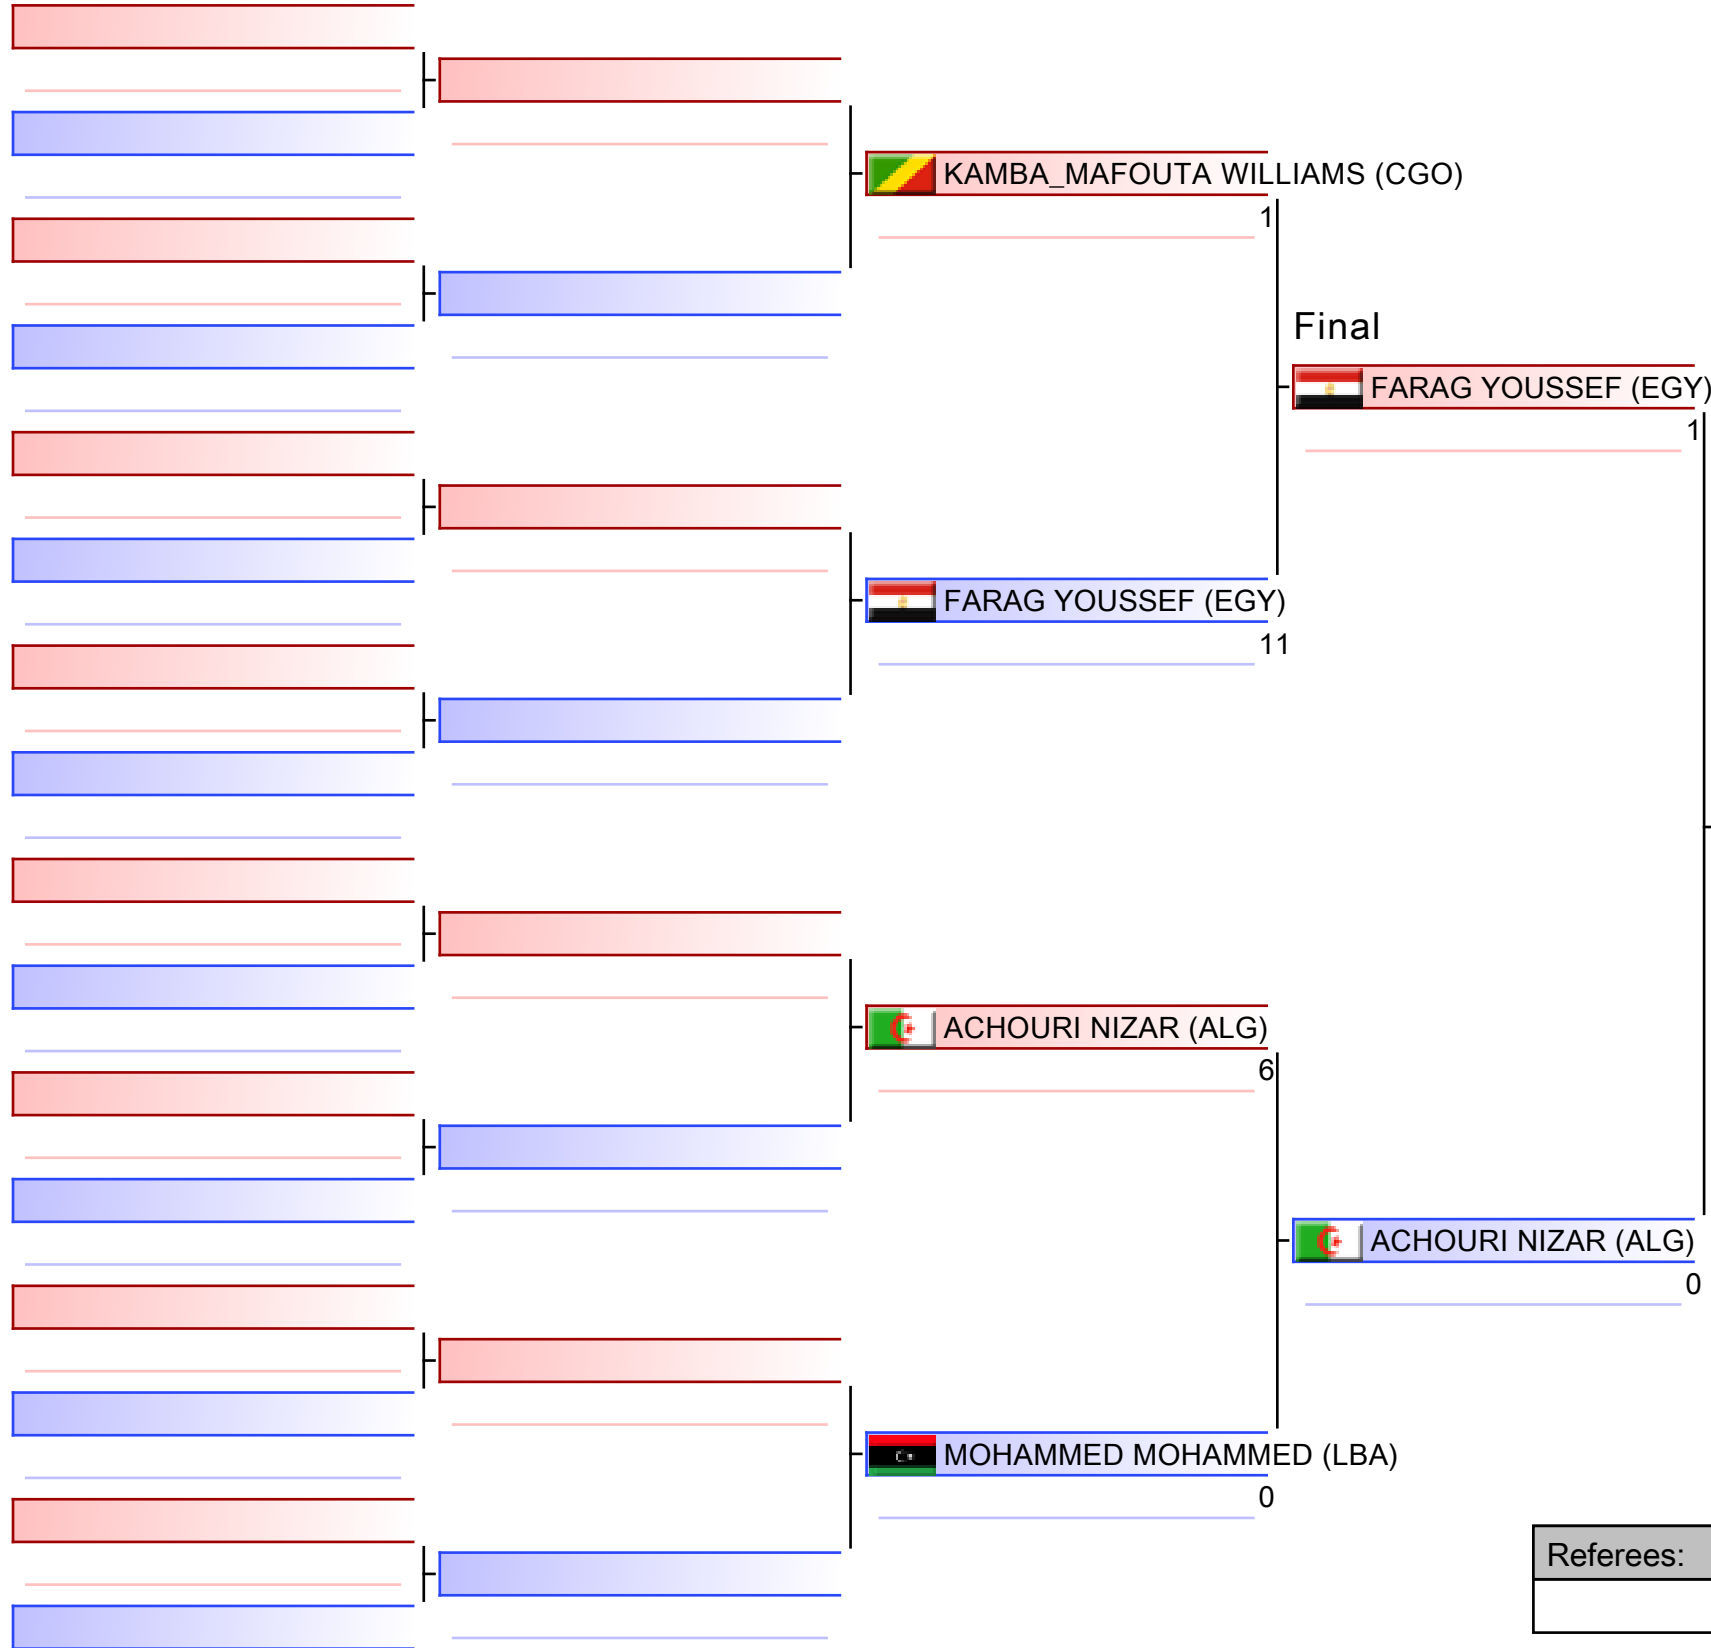 KAMBA_MAFOUTA WILLIAMS (CGO)
1
Final
FARAG YOUSSEF (EGY)
1
FARAG YOUSSEF (EGY)
11
ACHOURI NIZAR (ALG)
6
ACHOURI NIZAR (ALG)
0
MOHAMMED MOHAMMED (LBA)
0
Referees: